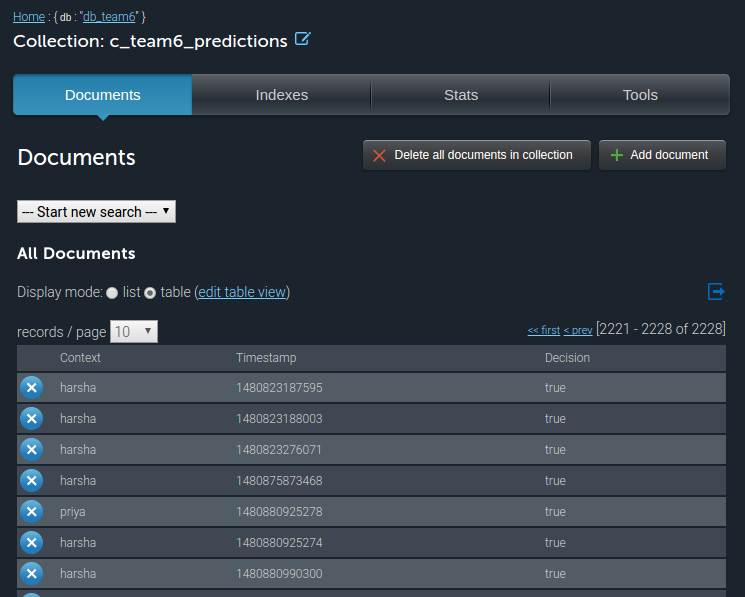 Home : { db : "db_team6" }
Collection: c_team6_predictions
Documents Indexes Stats Tools
Documents
Delete all documents in collection
Add document
--- Start new search ---
All Documents
Display mode: list table (edit table view)
records / page 10 << first < prev [2221 - 2228 of 2228]
Context Timestamp Decision
harsha 1480823187595 true
harsha 1480823188003 true
harsha 1480823276071 true
harsha 1480875873468 true
priya 1480880925278 true
harsha 1480880925274 true
harsha 1480880990300 true